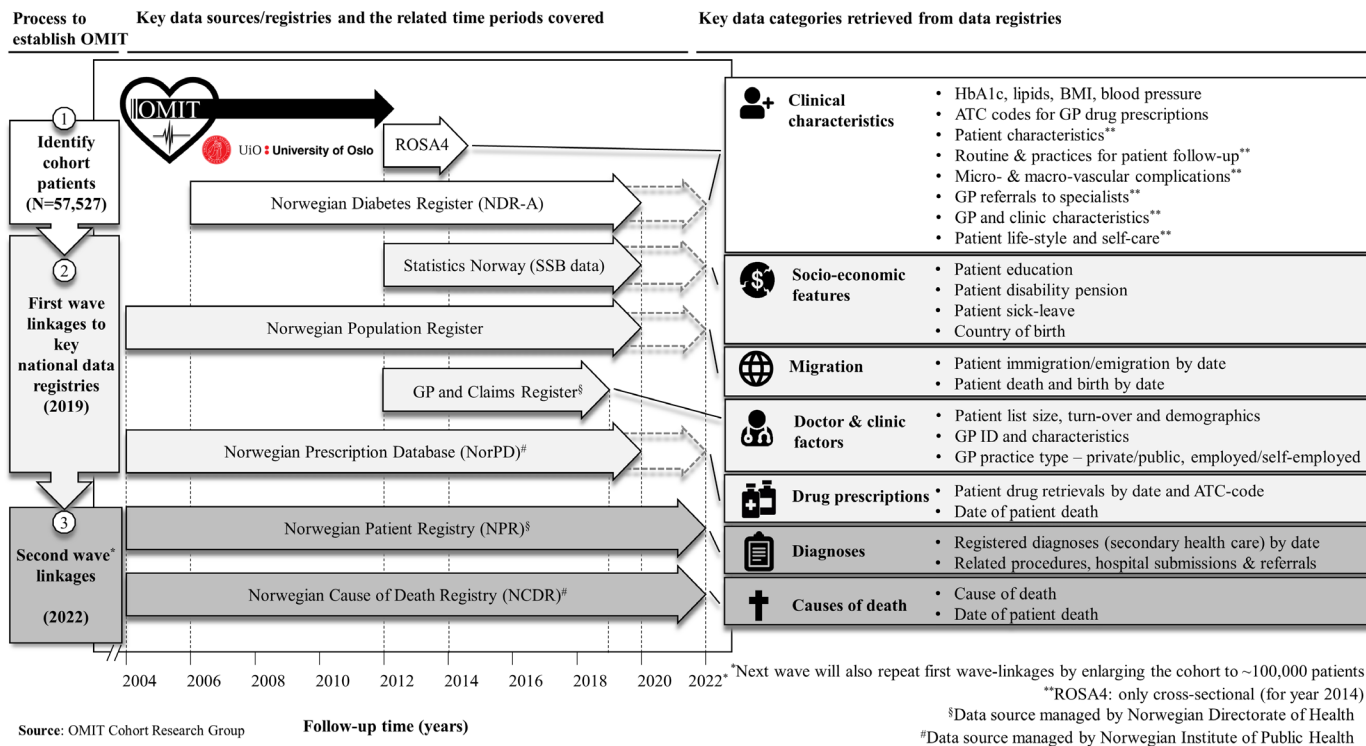 Process to
establish OMIT
Key data sources/registries and the related time periods covered
Key data categories retrieved from data registries
1
Identify
cohort
patients
(N=57,527)
2
First wave
linkages to
key
national data
registries
(2019)
3
Second wave*
linkages
(2022)
OMIT
UiO : University of Oslo
ROSA4
Norwegian Diabetes Register (NDR-A)
Statistics Norway (SSB data)
Norwegian Population Register
GP and Claims Register§
Norwegian Prescription Database (NorPD)#
Norwegian Patient Registry (NPR)§
Norwegian Cause of Death Registry (NCDR)#
2004 2006 2010 2012 2014 2016 2018 2020 2022*
Follow-up time (years)
Source: OMIT Cohort Research Group
Clinical
characteristics
• HbA1c, lipids, BMI, blood pressure
• ATC codes for GP drug prescriptions
• Patient characteristics**
• Routine & practices for patient follow-up**
• Micro- & macro-vascular complications**
• GP referrals to specialists**
• GP and clinic characteristics**
• Patient life-style and self-care**
$
Socio-economic
features
• Patient education
• Patient disability pension
• Patient sick-leave
• Country of birth
Migration
• Patient immigration/emigration by date
• Patient death and birth by date
Doctor & clinic
factors
• Patient list size, turn-over and demographics
• GP ID and characteristics
• GP practice type – private/public, employed/self-employed
Drug prescriptions
• Patient drug retrievals by date and ATC-code
• Date of patient death
Diagnoses
• Registered diagnoses (secondary health care) by date
• Related procedures, hospital submissions & referrals
Causes of death
• Cause of death
• Date of patient death
*Next wave will also repeat first wave-linkages by enlarging the cohort to ~100,000 patients
**ROSA4: only cross-sectional (for year 2014)
§Data source managed by Norwegian Directorate of Health
#Data source managed by Norwegian Institute of Public Health